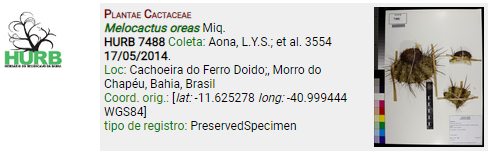 PLANTAE CACTACEAE
Melocactus oreas Miq.
HURB 7488 Coleta: Aona, L.Y.S.; et al. 3554
17/05/2014.
Loc: Cachoeira do Ferro Doido;, Morro do
Chapéu, Bahia, Brasil
Coord. orig.: [lat: -11.625278 long: -40.999444
WGS84]
tipo de registro: PreservedSpecimen
HURB